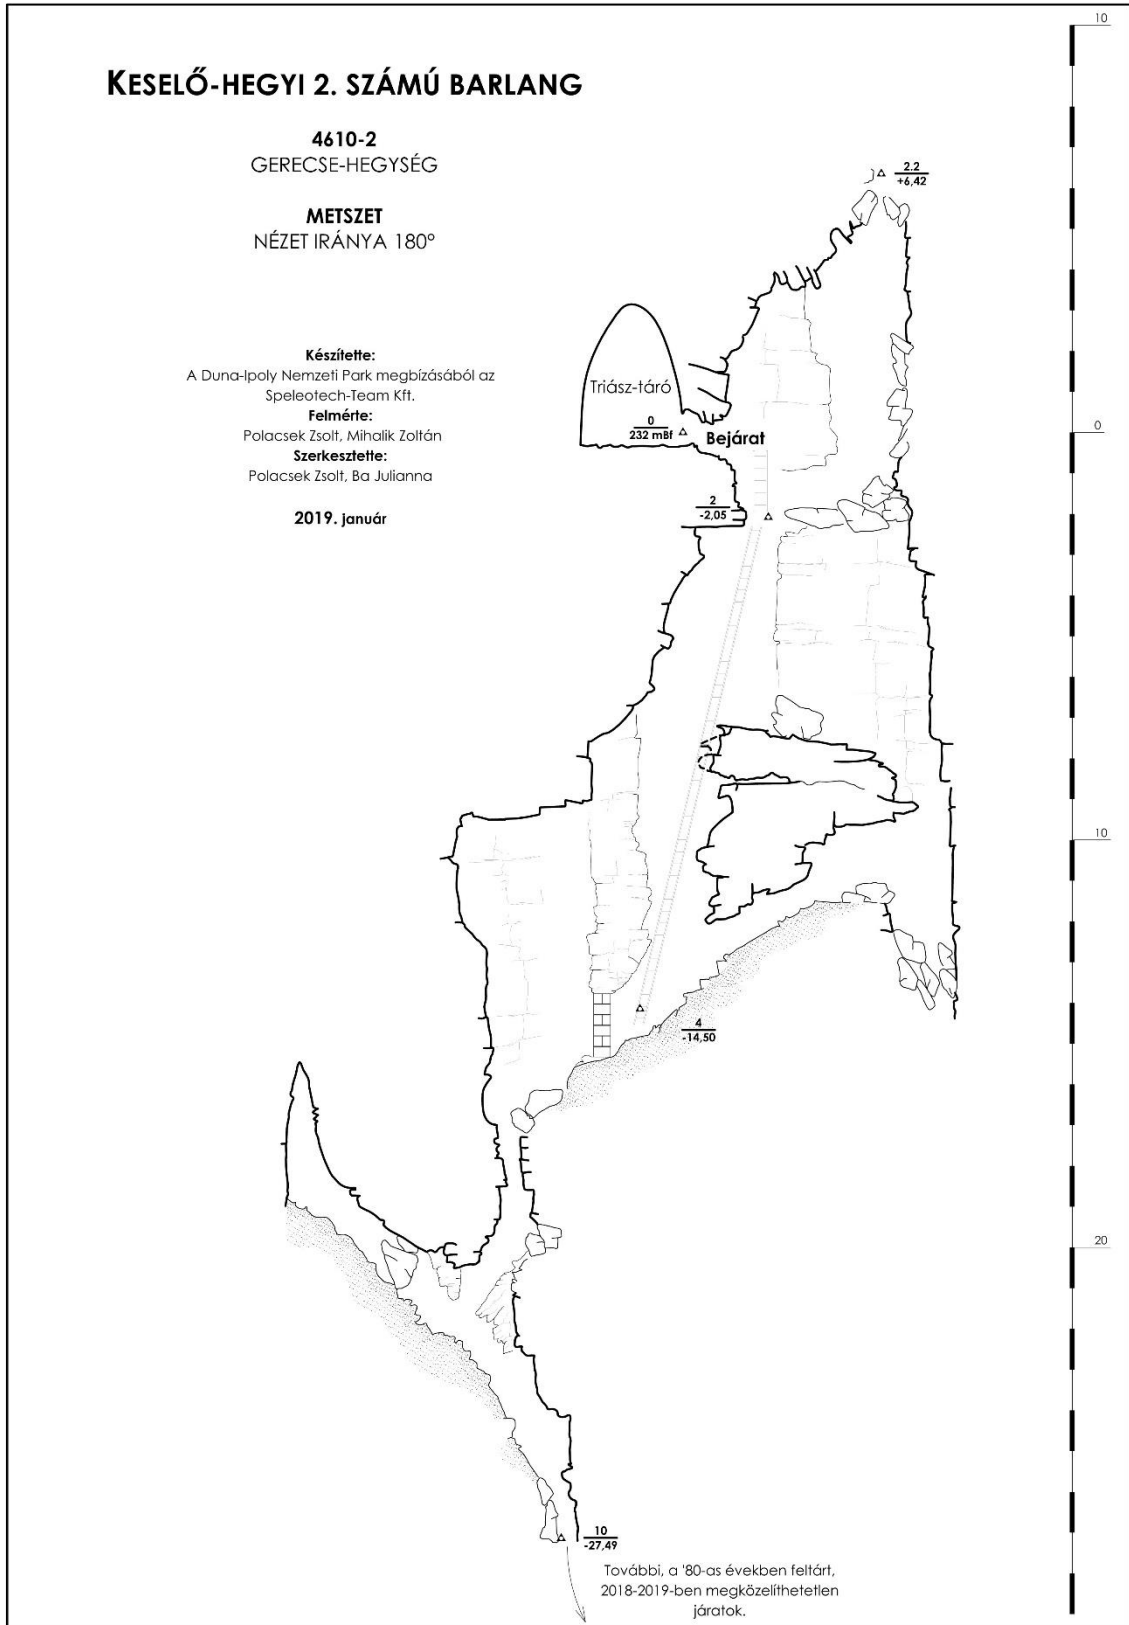 KESELŐ-HEGYI 2. SZÁMÚ BARLANG
4610-2
GERECSE-HEGYSÉG
METSZET
NÉZET IRÁNYA 180°
Készítette:
A Duna-Ipoly Nemzeti Park megbízásából az
Speleotech-Team Kft.
Felmérte:
Polacsek Zsolt, Mihalik Zoltán
Szerkesztette:
Polacsek Zsolt, Ba Julianna
2019. január
10
2.2
+6,42
Triász-táró
0
232 mBf
Bejárat
0
2
-2,05
10
4
-14,50
20
10
-27,49
További, a '80-as években feltárt,
2018-2019-ben megközelíthetetlen
járatok.